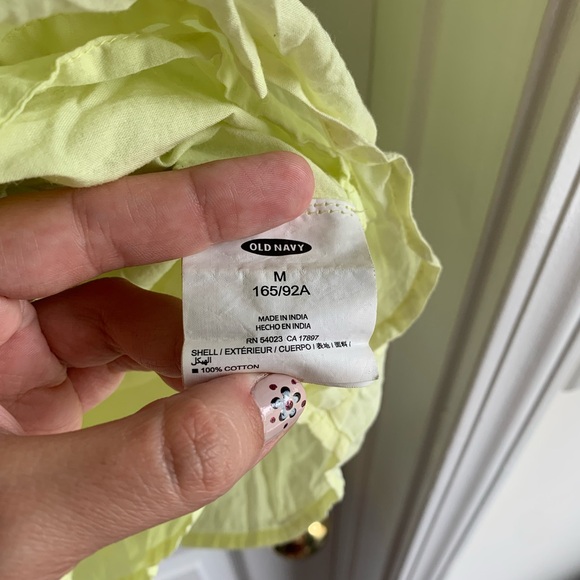 OLD NAVY
M
165/92A
MADE IN INDIA
HECHO EN INDIA
RN 54023 CA 17897
SHELL / EXTÉRIEUR / CUERPO / 表地 / 面料 /
الهيكل
100% COTTON